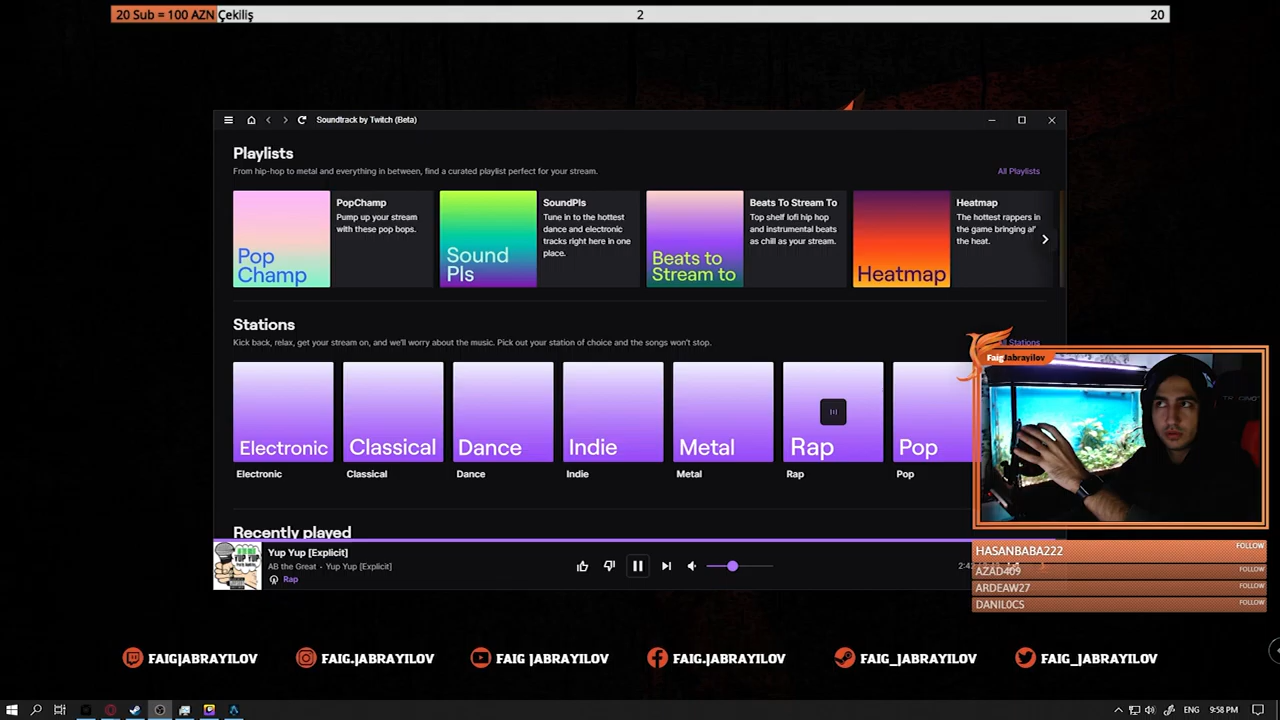 20 Sub = 100 AZN Çekiliş 2 20
Soundtrack by Twitch (Beta)
Playlists
From hip-hop to metal and everything in between, find a curated playlist perfect for your stream.
All Playlists
Pop
Champ
PopChamp
Pump up your stream
with these pop bops.
Sound
Pls
SoundPls
Tune in to the hottest
dance and electronic
tracks right here in one
place.
Beats to
Stream to
Beats To Stream To
Top shelf lofi hip hop
and instrumental beats
as chill as your stream.
Heatmap
Heatmap
The hottest rappers in
the game bringing all
the heat.
Stations
Kick back, relax, get your stream on, and we'll worry about the music. Pick out your station of choice and the songs won't stop.
All Stations
Electronic Classical Dance Indie Metal Rap Pop
Electronic Classical Dance Indie Metal Rap Pop
FaigJabrayilov
Recently played
Yup Yup [Explicit]
AB the Great · Yup Yup [Explicit]
Rap
HASANBABA222 FOLLOW
AZAD409 FOLLOW
ARDEAW27 FOLLOW
DANIL0CS FOLLOW
FAIGJABRAYILOV FAIG.JABRAYILOV FAIG JABRAYILOV FAIG.JABRAYILOV FAIG_JABRAYILOV FAIG_JABRAYILOV
ENG 9:58 PM